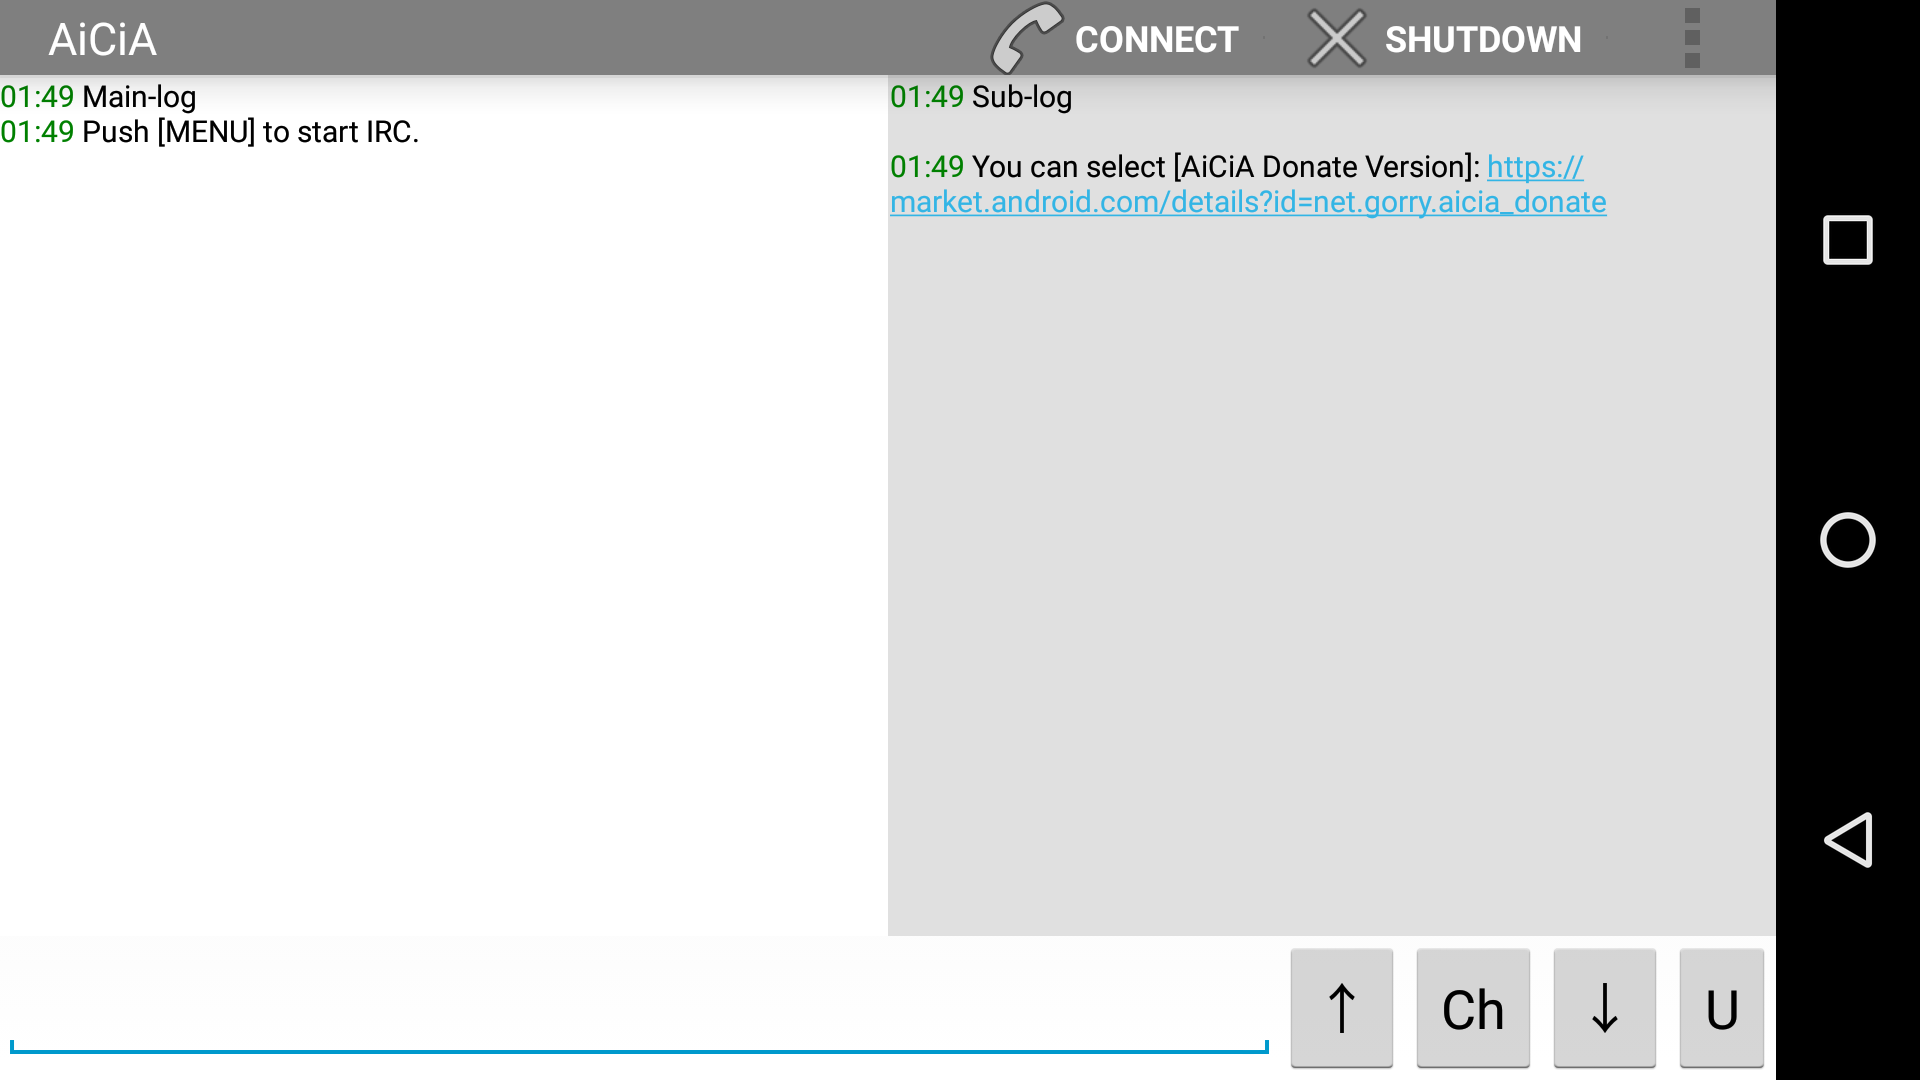 AiCiA
CONNECT
SHUTDOWN
01:49 Main-log
01:49 Push [MENU] to start IRC.
01:49 Sub-log
01:49 You can select [AiCiA Donate Version]: https://
market.android.com/details?id=net.gorry.aicia_donate
↑
Ch
↓
U